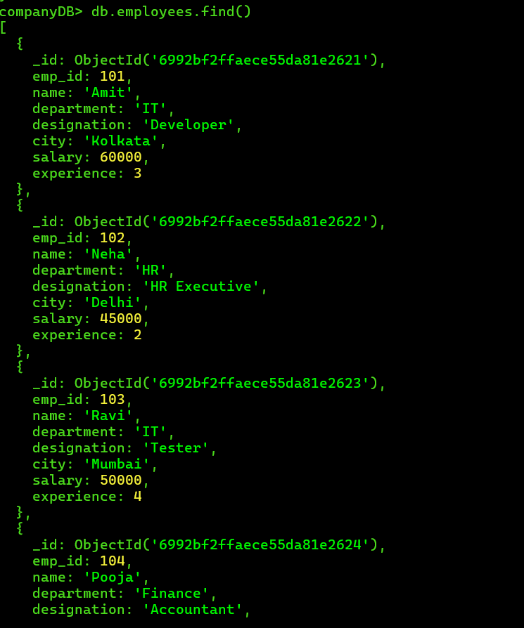 companyDB> db.employees.find()
[
  {
    _id: ObjectId('6992bf2ffaece55da81e2621'),
    emp_id: 101,
    name: 'Amit',
    department: 'IT',
    designation: 'Developer',
    city: 'Kolkata',
    salary: 60000,
    experience: 3
  },
  {
    _id: ObjectId('6992bf2ffaece55da81e2622'),
    emp_id: 102,
    name: 'Neha',
    department: 'HR',
    designation: 'HR Executive',
    city: 'Delhi',
    salary: 45000,
    experience: 2
  },
  {
    _id: ObjectId('6992bf2ffaece55da81e2623'),
    emp_id: 103,
    name: 'Ravi',
    department: 'IT',
    designation: 'Tester',
    city: 'Mumbai',
    salary: 50000,
    experience: 4
  },
  {
    _id: ObjectId('6992bf2ffaece55da81e2624'),
    emp_id: 104,
    name: 'Pooja',
    department: 'Finance',
    designation: 'Accountant',